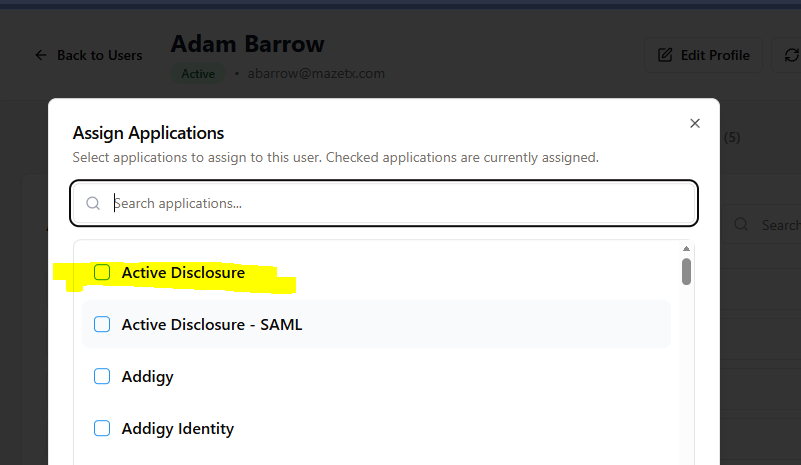 Adam Barrow
Back to Users
Edit Profile
Active • abarrow@mazetx.com
Assign Applications
Select applications to assign to this user. Checked applications are currently assigned.
(5)
Search applications...
Search
Active Disclosure
Active Disclosure - SAML
Addigy
Addigy Identity